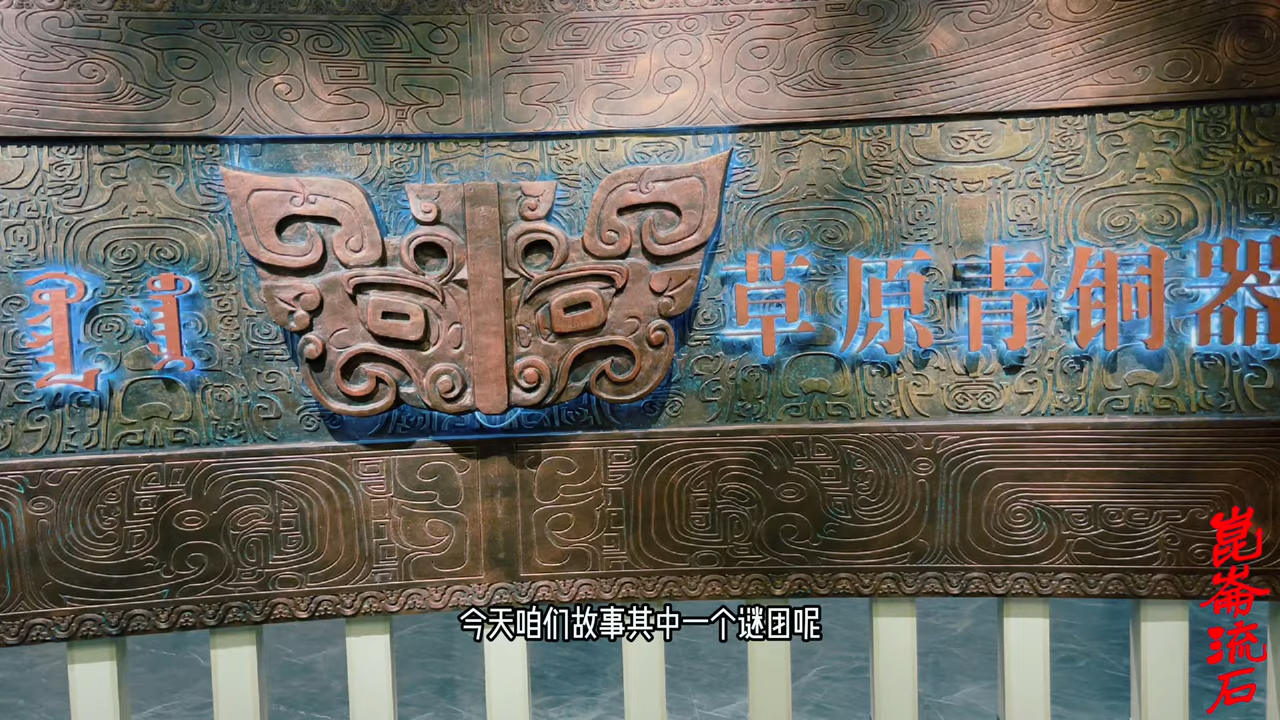 草原青铜器
今天咱们故事其中一个谜团呢
崑崙流石